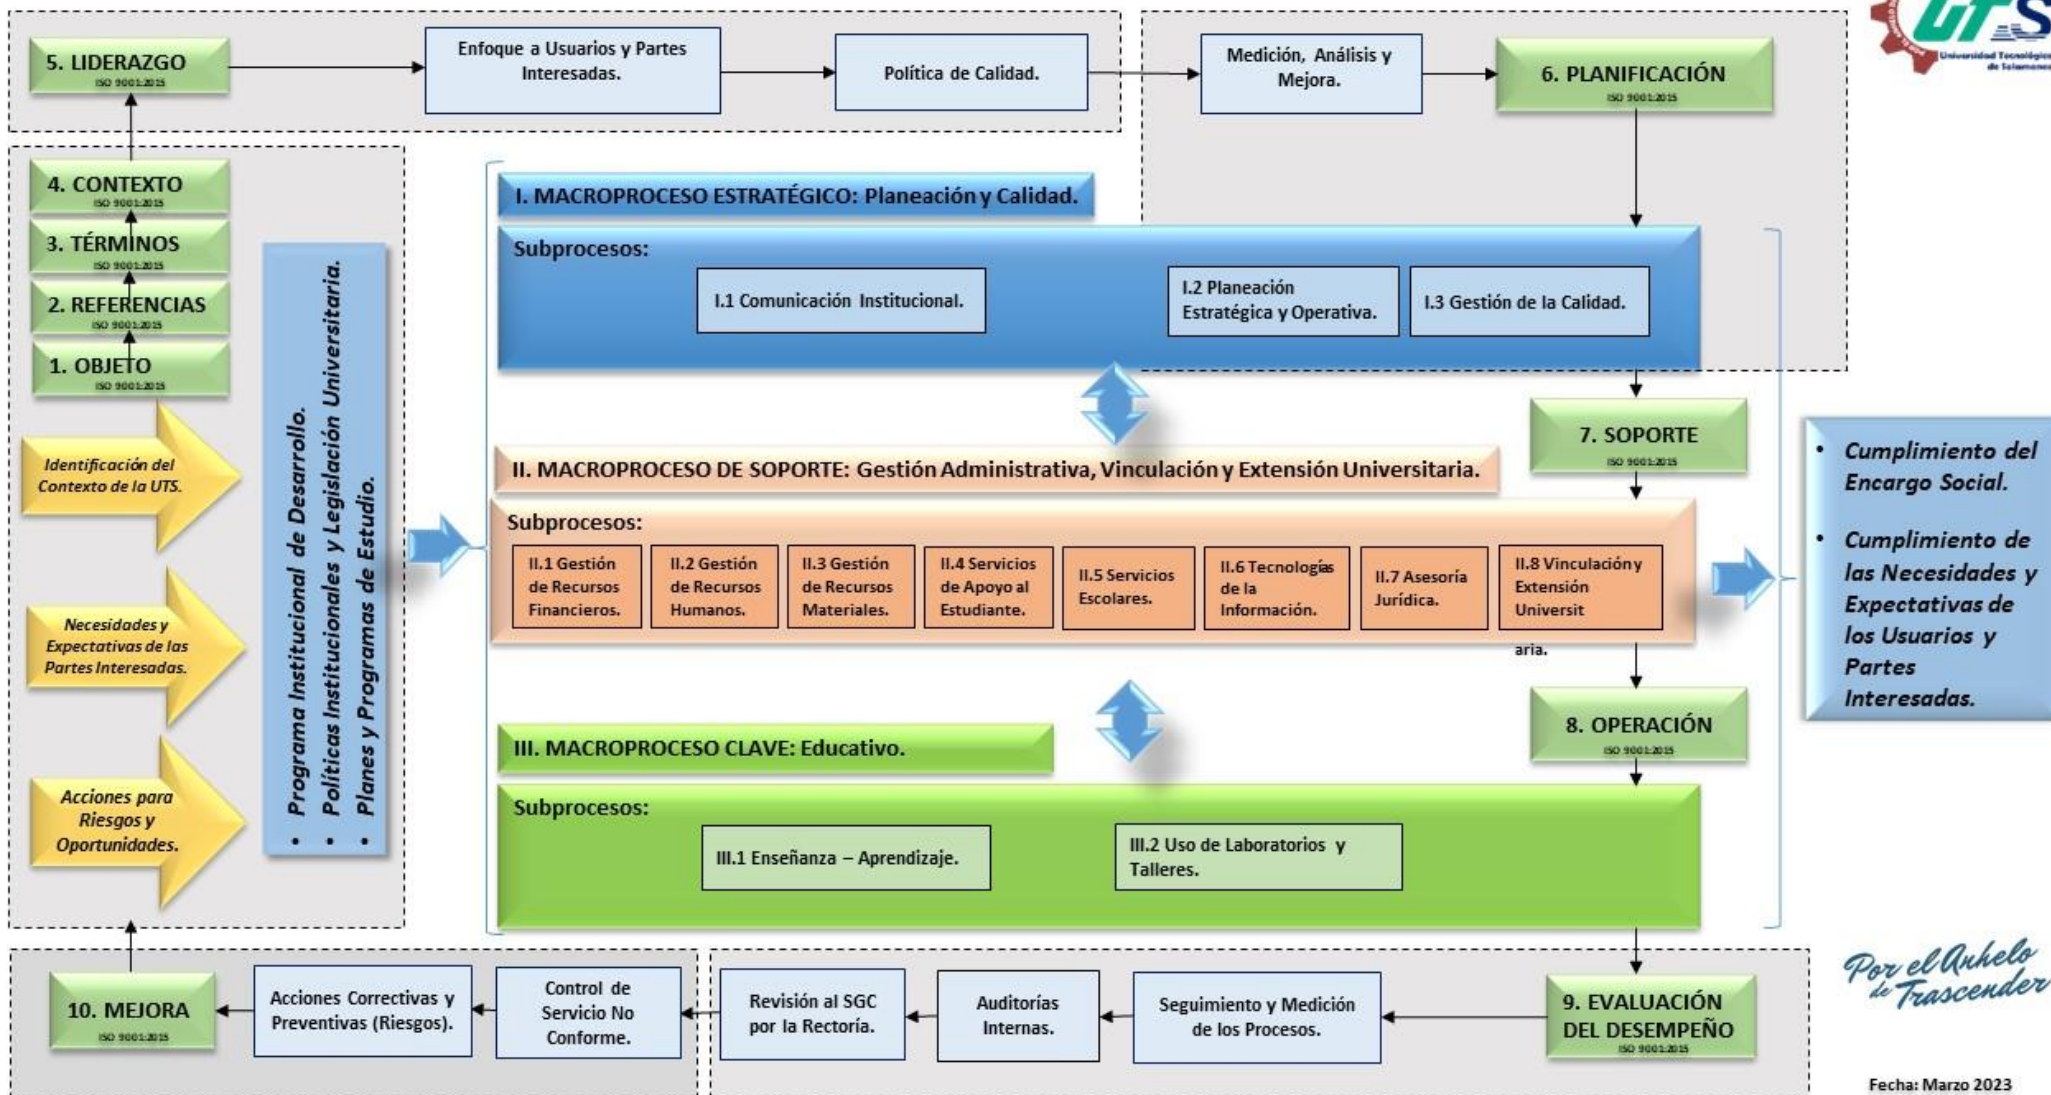 5. LIDERAZGO
ISO 9001:2015
Enfoque a Usuarios y Partes
Interesadas.
Política de Calidad.
Medición, Análisis y
Mejora.
6. PLANIFICACIÓN
ISO 9001:2015
UTS
Universidad Tecnológica
de Salamanca
4. CONTEXTO
ISO 9001:2015
3. TÉRMINOS
ISO 9001:2015
2. REFERENCIAS
ISO 9001:2015
1. OBJETO
ISO 9001:2015
Identificación del
Contexto de la UTS.
Necesidades y
Expectativas de las
Partes Interesadas.
Acciones para
Riesgos y
Oportunidades.
• Programa Institucional de Desarrollo.
• Políticas Institucionales y Legislación Universitaria.
• Planes y Programas de Estudio.
I. MACROPROCESO ESTRATÉGICO: Planeación y Calidad.
Subprocesos:
I.1 Comunicación Institucional.
I.2 Planeación
Estratégica y Operativa.
I.3 Gestión de la Calidad.
7. SOPORTE
ISO 9001:2015
II. MACROPROCESO DE SOPORTE: Gestión Administrativa, Vinculación y Extensión Universitaria.
Subprocesos:
II.1 Gestión
de Recursos
Financieros.
II.2 Gestión
de Recursos
Humanos.
II.3 Gestión
de Recursos
Materiales.
II.4 Servicios
de Apoyo al
Estudiante.
II.5 Servicios
Escolares.
II.6 Tecnologías
de la
Información.
II.7 Asesoría
Jurídica.
II.8 Vinculación y
Extensión
Universit
aria.
8. OPERACIÓN
ISO 9001:2015
III. MACROPROCESO CLAVE: Educativo.
Subprocesos:
III.1 Enseñanza – Aprendizaje.
III.2 Uso de Laboratorios y
Talleres.
• Cumplimiento del
Encargo Social.
• Cumplimiento de
las Necesidades y
Expectativas de
los Usuarios y
Partes
Interesadas.
10. MEJORA
ISO 9001:2015
Acciones Correctivas y
Preventivas (Riesgos).
Control de
Servicio No
Conforme.
Revisión al SGC
por la Rectoría.
Auditorías
Internas.
Seguimiento y Medición
de los Procesos.
9. EVALUACIÓN
DEL DESEMPEÑO
ISO 9001:2015
Por el Anhelo
de Trascender
Fecha: Marzo 2023